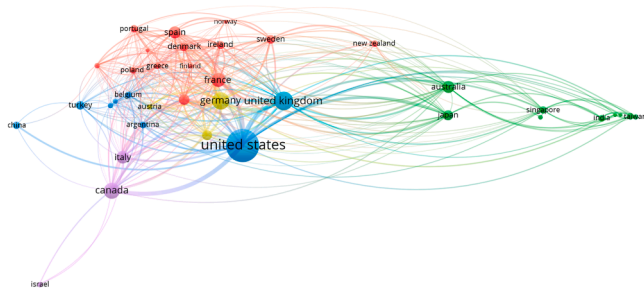 norway
portugal
spain
sweden
denmark
ireland
new zealand
greece
finland
poland
france
belgium
australia
turkey
austria
germany
united kingdom
singapore
japan
india
taiwan
china
argentina
united states
italy
canada
israel